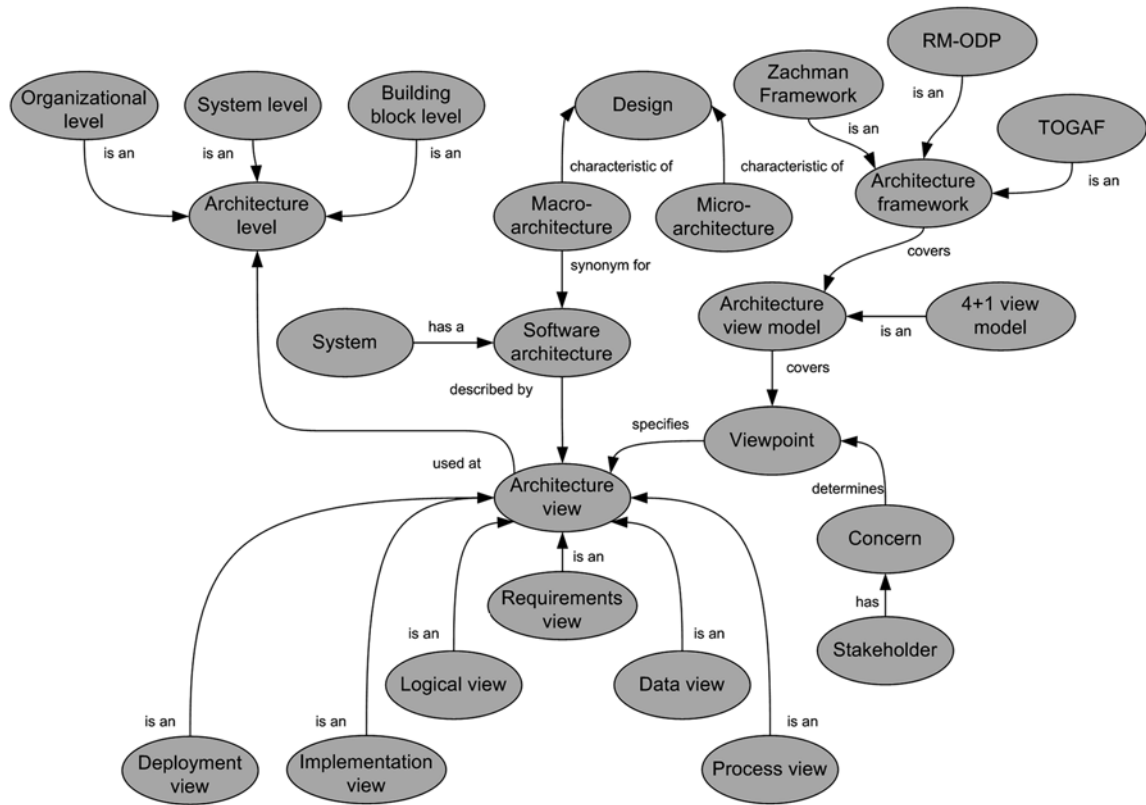 RM-ODP
Zachman
Framework
is an
Organizational
level
System level
Building
block level
Design
TOGAF
is an
is an
is an
is an
is an
characteristic of
characteristic of
Architecture
framework
Architecture
level
Macro-
architecture
Micro-
architecture
covers
synonym for
Architecture
view model
is an
4+1 view
model
System
has a
Software
architecture
covers
described by
specifies
Viewpoint
used at
Architecture
view
determines
Concern
is an
Requirements
view
has
Stakeholder
is an
is an
Logical view
Data view
is an
is an
is an
Deployment
view
Implementation
view
Process view